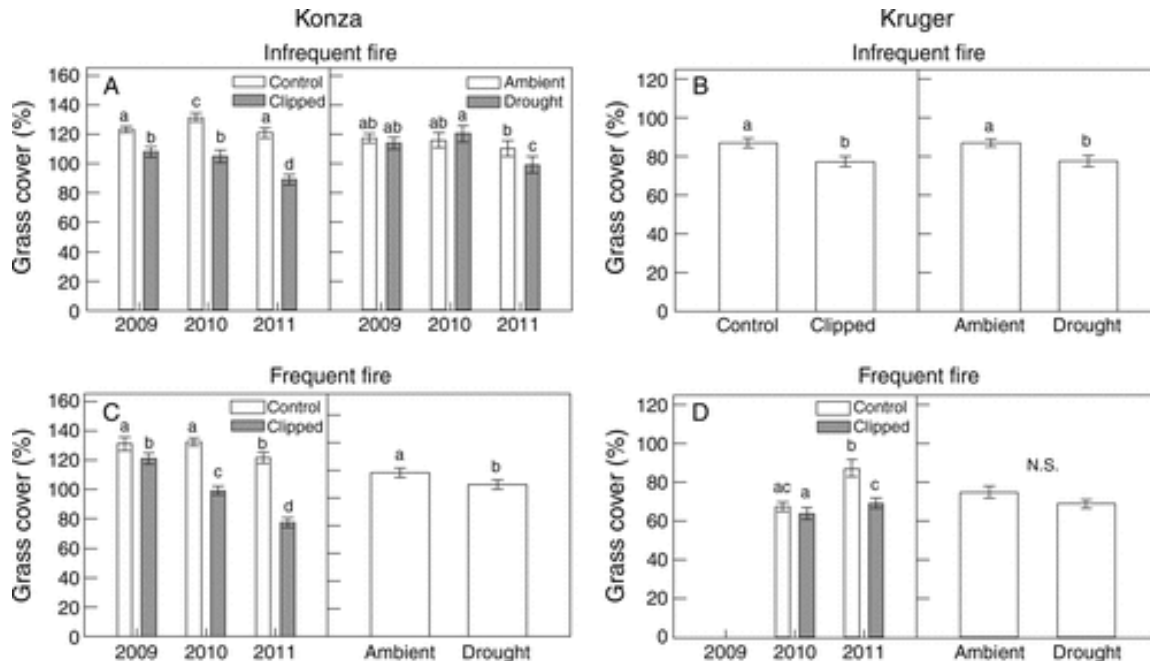 Konza
Kruger
Infrequent fire
Infrequent fire
Grass cover (%)
160
140
120
100
80
60
40
20
0
A
Control
Clipped
a
b
c
b
a
d
2009 2010 2011
Ambient
Drought
ab ab ab a b c
2009 2010 2011
Grass cover (%)
120
100
80
60
40
20
0
B
a
b
Control Clipped
a
b
Ambient Drought
Frequent fire
Frequent fire
Grass cover (%)
160
140
120
100
80
60
40
20
0
C
Control
Clipped
a
b
a
c
b
d
2009 2010 2011
a
b
Ambient Drought
Grass cover (%)
120
100
80
60
40
20
0
D
Control
Clipped
ac
a
b
c
2009 2010 2011
N.S.
Ambient Drought